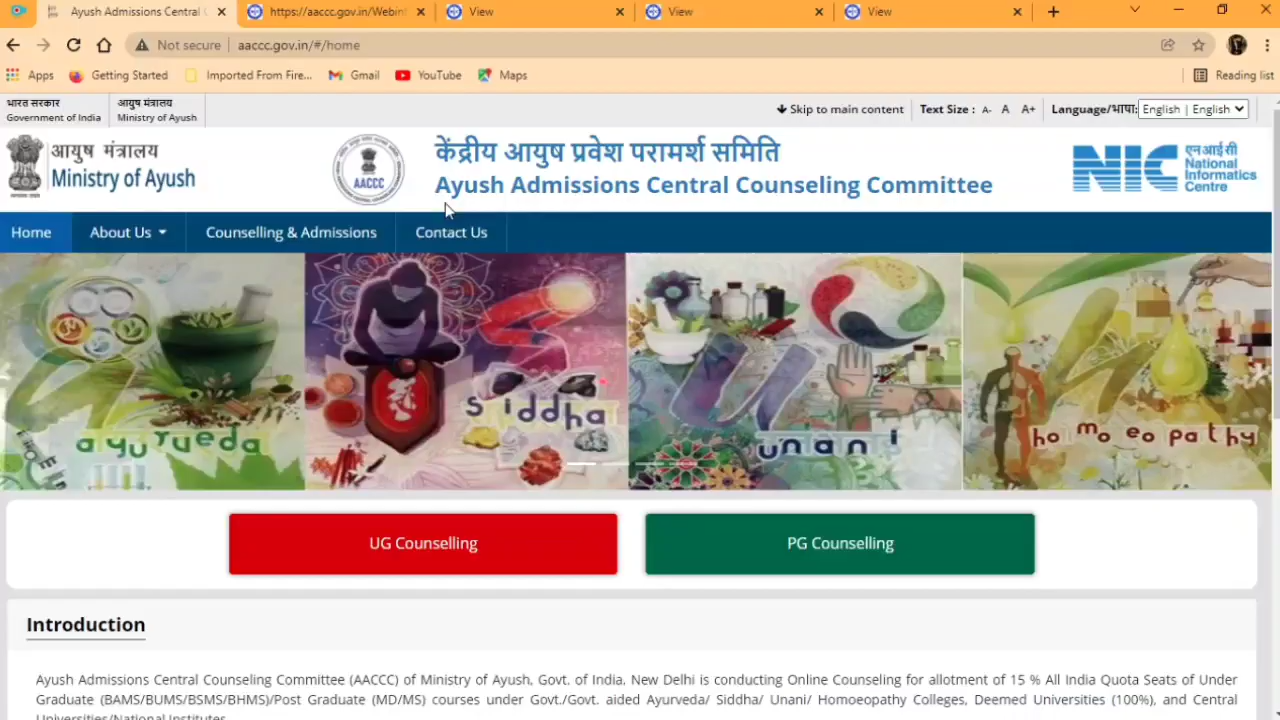 Ayush Admissions Central
https://aaccc.gov.in/Webin
View
View
View
Not secure
aaccc.gov.in/#/home
Apps
Getting Started
Imported From Fire...
Gmail
YouTube
Maps
Reading list
भारत सरकार
Government of India
आयुष मंत्रालय
Ministry of Ayush
Skip to main content
Text Size :
A-
A
A+
Language/भाषा:
English | English
आयुष मंत्रालय
Ministry of Ayush
AACCC
केंद्रीय आयुष प्रवेश परामर्श समिति
Ayush Admissions Central Counseling Committee
NIC
एन आई सी
National
Informatics
Centre
Home
About Us
Counselling & Admissions
Contact Us
ayurveda
siddha
unani
homoeopathy
UG Counselling
PG Counselling
Introduction
Ayush Admissions Central Counseling Committee (AACCC) of Ministry of Ayush, Govt. of India, New Delhi is conducting Online Counseling for allotment of 15 % All India Quota Seats of Under
Graduate (BAMS/BUMS/BSMS/BHMS)/Post Graduate (MD/MS) courses under Govt./Govt. aided Ayurveda/ Siddha/ Unani/ Homoeopathy Colleges, Deemed Universities (100%), and Central
Universities/National Institutes